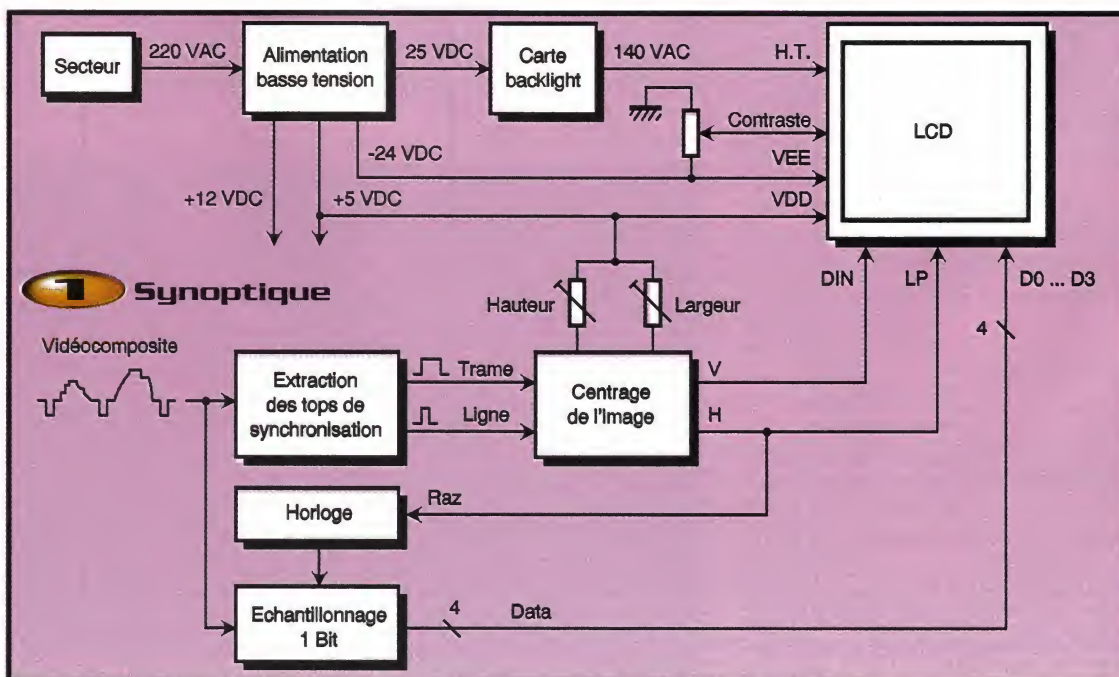 Secteur
220 VAC
Alimentation
basse tension
25 VDC
Carte
backlight
140 VAC
H.T.
LCD
Contraste
-24 VDC
VEE
+12 VDC
+5 VDC
VDD
1 Synoptique
Hauteur
Largeur
DIN
LP
D0 ... D3
4
Vidéocomposite
Extraction
des tops de
synchronisation
Trame
Ligne
Centrage
de l'Image
V
H
Raz
Horloge
Echantillonnage
1 Bit
4
Data